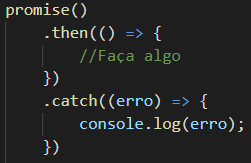 promise()
.then(() => {
//Faça algo
})
.catch((erro) => {
console.log(erro);
})